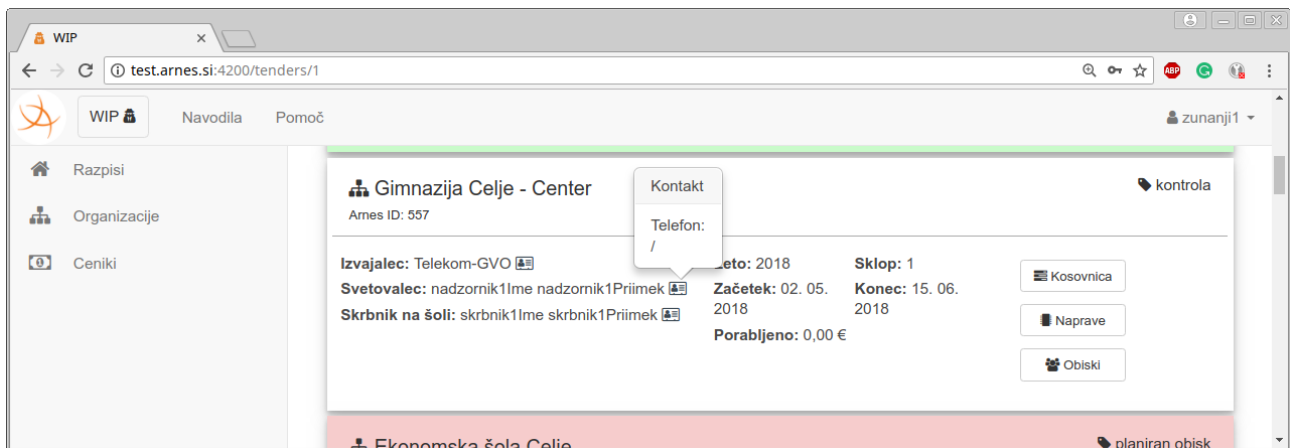 WIP
test.arnes.si:4200/tenders/1
ABP
WIP
Navodila
Pomoč
zunanji1
Razpisi
Organizacije
Ceniki
Gimnazija Celje - Center
Arnes ID: 557
kontrola
Kontakt
Telefon:
/
Izvajalec: Telekom-GVO
Svetovalec: nadzornik1Ime nadzornik1Priimek
Skrbnik na šoli: skrbnik1Ime skrbnik1Priimek
Leto: 2018
Začetek: 02. 05.
2018
Porabljeno: 0,00 €
Sklop: 1
Konec: 15. 06.
2018
Kosovnica
Naprave
Obiski
Ekonomska šola Celje
planiran obisk